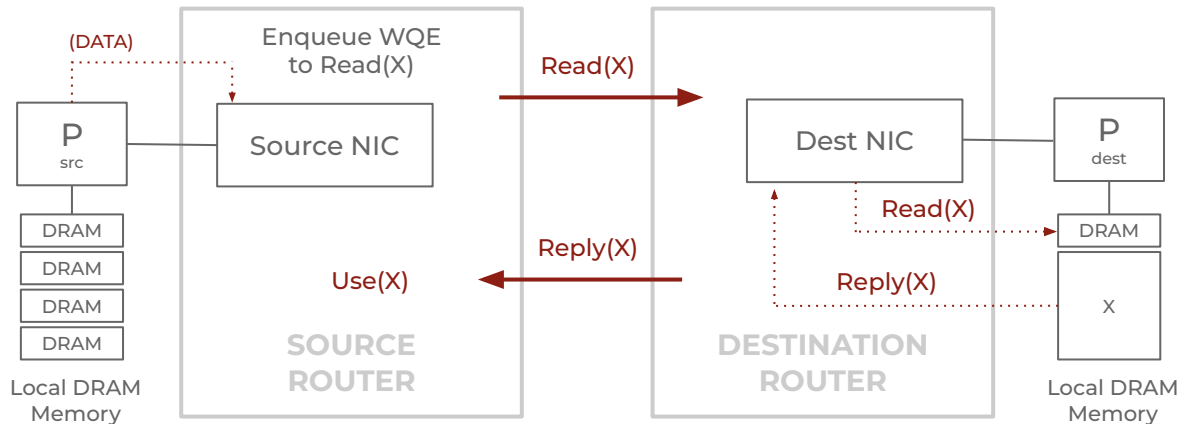 (DATA)
Enqueue WQE
to Read(X)
Read(X)
P
src
Source NIC
Dest NIC
P
dest
DRAM
DRAM
DRAM
DRAM
Read(X)
DRAM
Reply(X)
Use(X)
Reply(X)
X
SOURCE
ROUTER
DESTINATION
ROUTER
Local DRAM
Memory
Local DRAM
Memory